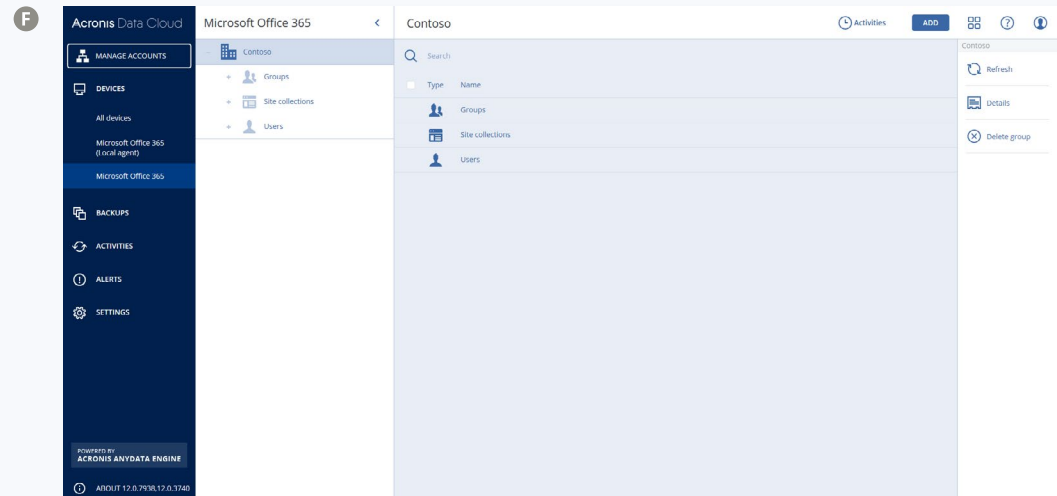 F
Acronis Data Cloud
MANAGE ACCOUNTS
DEVICES
All devices
Microsoft Office 365
(Local agent)
Microsoft Office 365
BACKUPS
ACTIVITIES
ALERTS
SETTINGS
POWERED BY
ACRONIS ANYDATA ENGINE
ABOUT 12.0.7938,12.0.3740
Microsoft Office 365
Contoso
Groups
Site collections
Users
Contoso
Activities
ADD
Search
Type Name
Groups
Site collections
Users
Contoso
Refresh
Details
Delete group